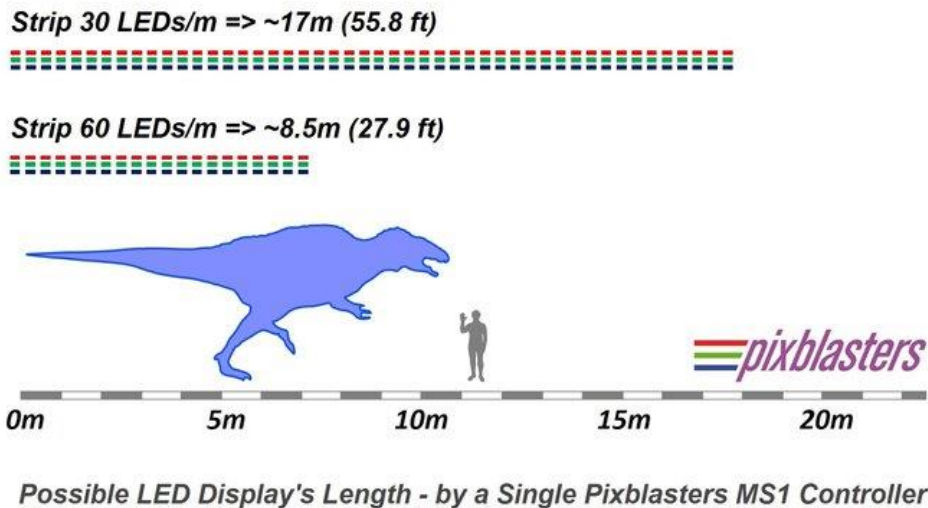 Strip 30 LEDs/m => ~17m (55.8 ft)
Strip 60 LEDs/m => ~8.5m (27.9 ft)
pixblasters
0m 5m 10m 15m 20m
Possible LED Display's Length - by a Single Pixblasters MS1 Controller